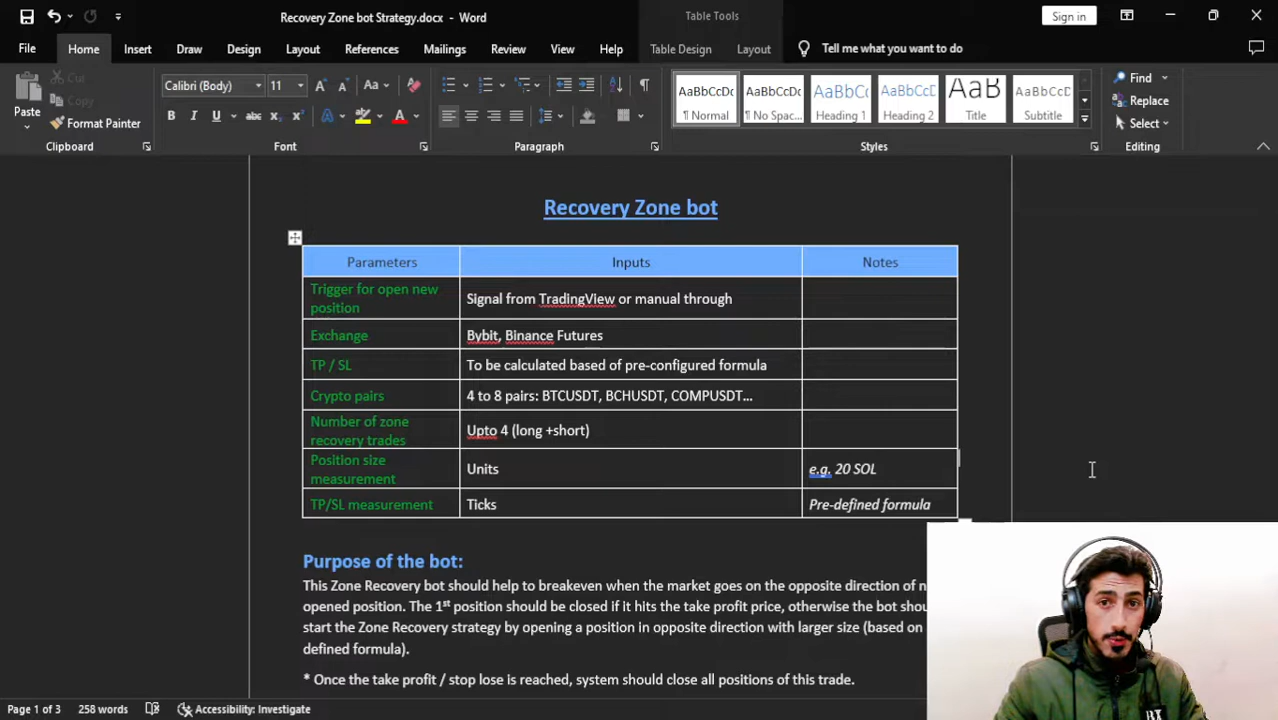 Recovery Zone bot Strategy.docx - Word
Table Tools
Sign in
File
Home
Insert
Draw
Design
Layout
References
Mailings
Review
View
Help
Table Design
Layout
Tell me what you want to do
Paste
Cut
Copy
Format Painter
Clipboard
Calibri (Body)
11
Font
Paragraph
AaBbCcDc
¶ Normal
AaBbCcDc
¶ No Spac...
AaBbC
Heading 1
AaBbCcD
Heading 2
AaB
Title
AaBbCcD
Subtitle
Styles
Find
Replace
Select
Editing
Recovery Zone bot
Parameters
Inputs
Notes
Trigger for open new
position
Signal from TradingView or manual through
Exchange
Bybit, Binance Futures
TP / SL
To be calculated based of pre-configured formula
Crypto pairs
4 to 8 pairs: BTCUSDT, BCHUSDT, COMPUSDT...
Number of zone
recovery trades
Upto 4 (long +short)
Position size
measurement
Units
e.g. 20 SOL
TP/SL measurement
Ticks
Pre-defined formula
Purpose of the bot:
This Zone Recovery bot should help to breakeven when the market goes on the opposite direction of
opened position. The 1st position should be closed if it hits the take profit price, otherwise the bot
start the Zone Recovery strategy by opening a position in opposite direction with larger size (based on
defined formula).
* Once the take profit / stop lose is reached, system should close all positions of this trade.
Page 1 of 3
258 words
Accessibility: Investigate